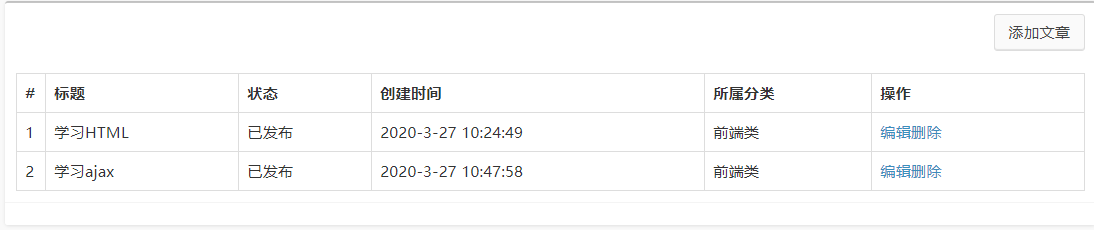 添加文章
# 标题 状态 创建时间 所属分类 操作
1 学习HTML 已发布 2020-3-27 10:24:49 前端类 编辑删除
2 学习ajax 已发布 2020-3-27 10:47:58 前端类 编辑删除